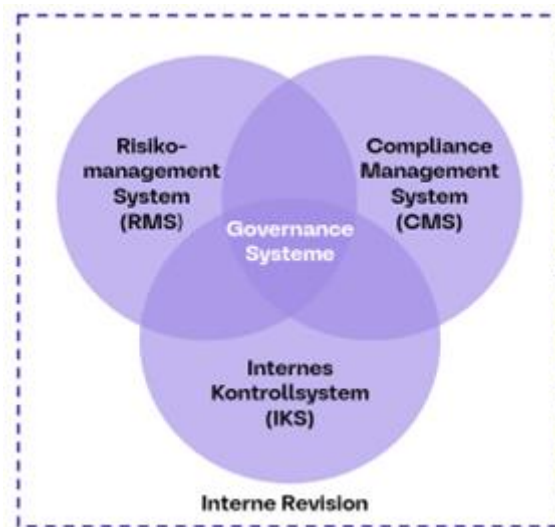 Risiko-
management
System
(RMS)
Compliance
Management
System
(CMS)
Governance
Systeme
Internes
Kontrollsystem
(IKS)
Interne Revision